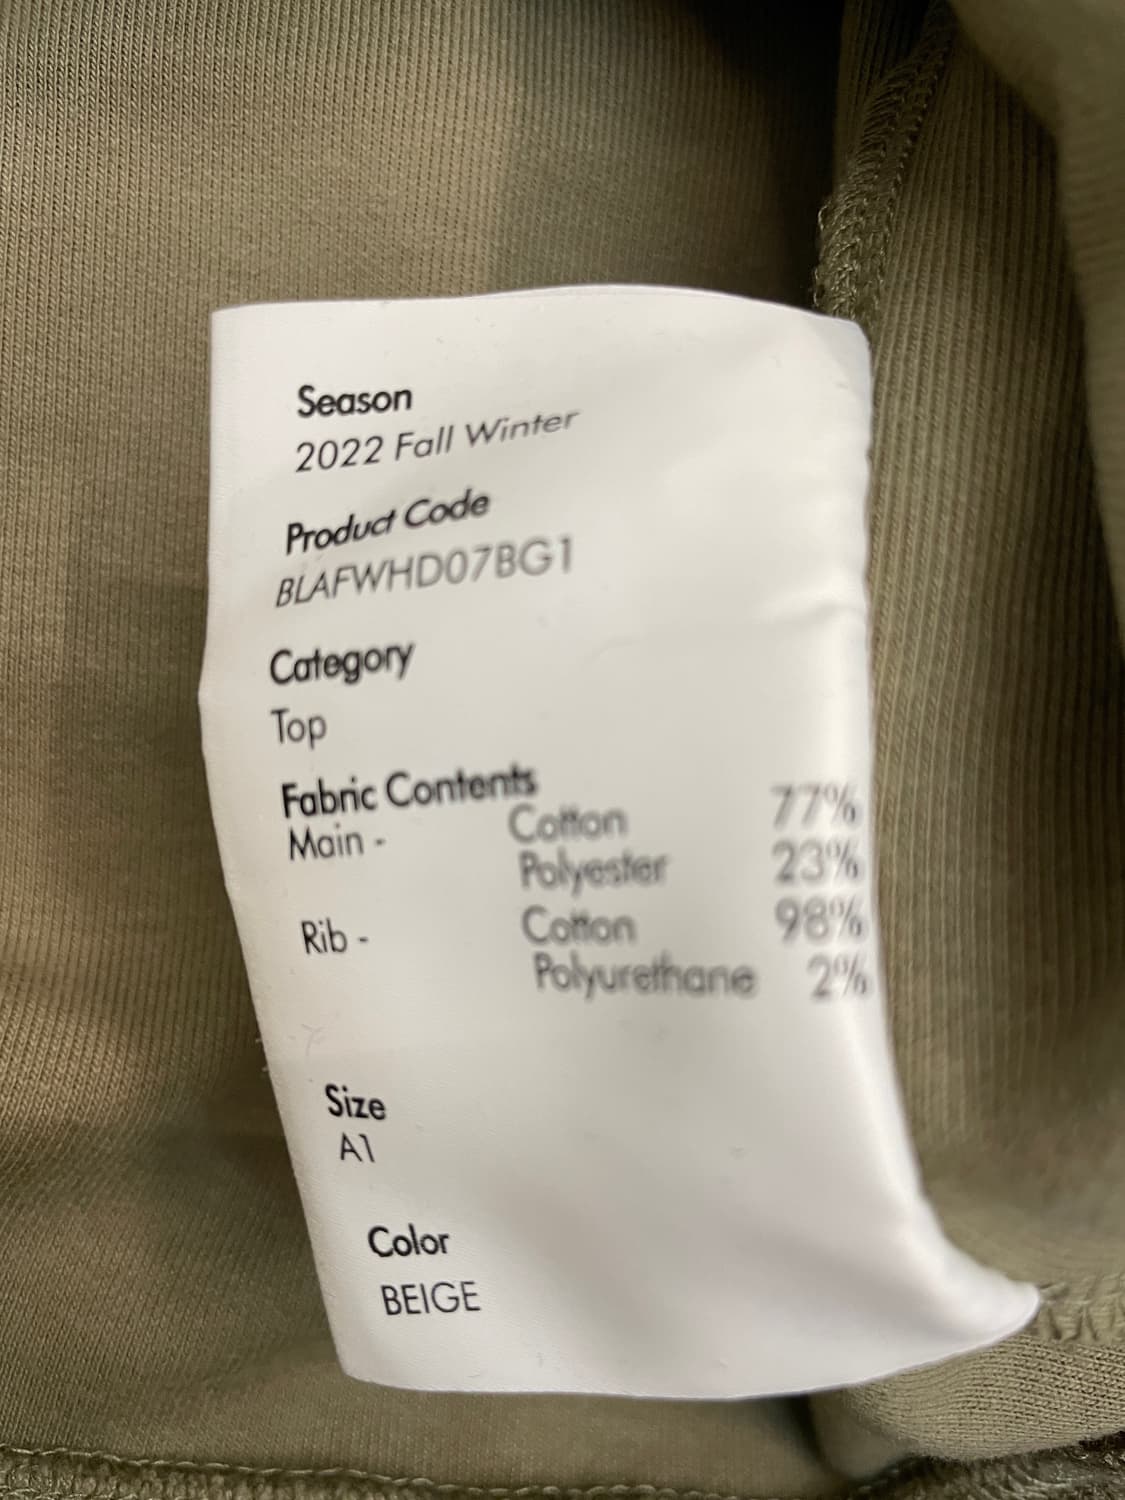 Season
2022 Fall Winter
Product Code
BLAFWHD07BG1
Category
Top
Fabric Contents
Main - Cotton 77%
Polyester 23%
Rib - Cotton 98%
Polyurethane 2%
Size
A1
Color
BEIGE